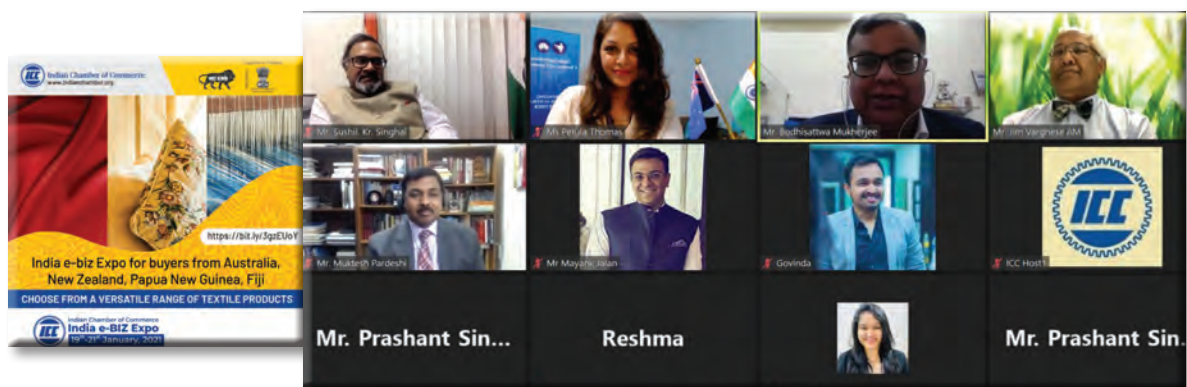 ICC
Indian Chamber of Commerce
www.indianchamber.org
https://bit.ly/3gzEUoY
India e-biz Expo for buyers from Australia,
New Zealand, Papua New Guinea, Fiji
CHOOSE FROM A VERSATILE RANGE OF TEXTILE PRODUCTS
ICC
Indian Chamber of Commerce
India e-BIZ Expo
19th-21st January, 2021
Mr. Sushil. Kr. Singhal
Ms Petula Thomas
Mr. Bodhisattwa Mukherjee
Mr. Jim Varghese AM
Mr. Muktesh Pardeshi
Mr Mayank Jalan
Govinda
ICC
ICC Host1
Mr. Prashant Sin...
Reshma
Mr. Prashant Sin.